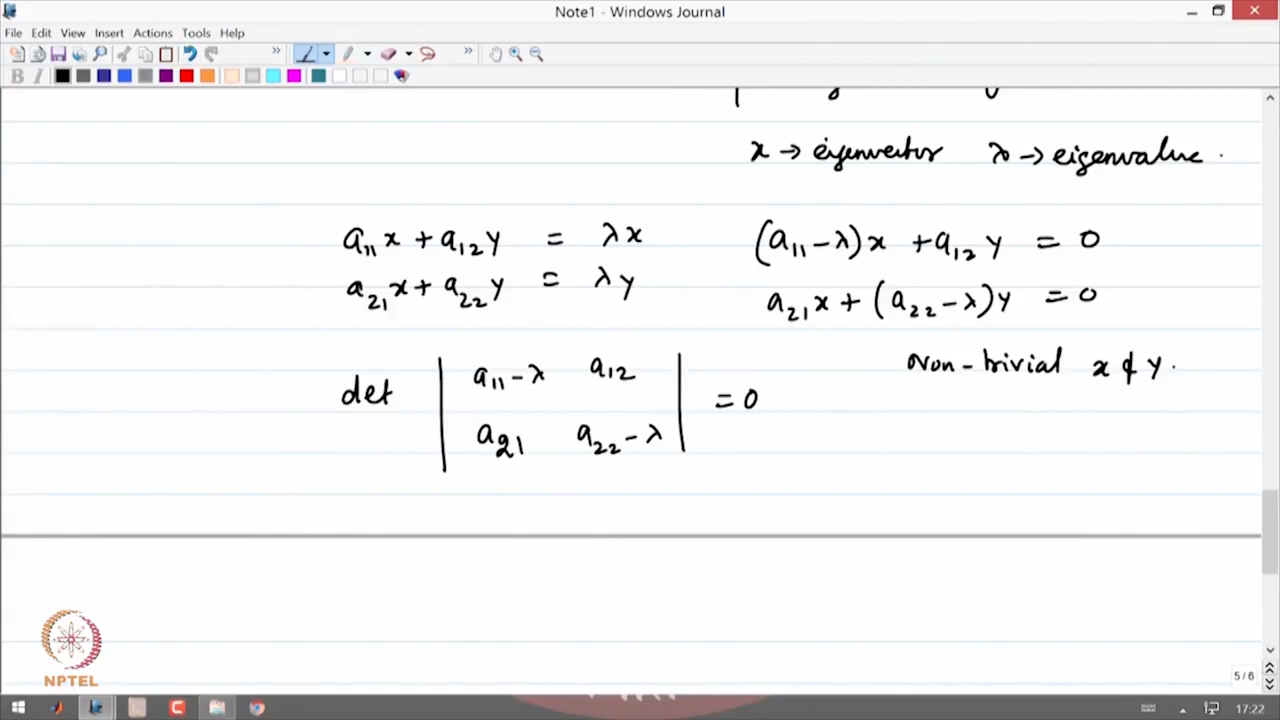 Note1 - Windows Journal
File Edit View Insert Actions Tools Help
x → eigenvector λ → eigenvalue.
a₁₁x + a₁₂y = λx
a₂₁x + a₂₂y = λy
(a₁₁ - λ)x + a₁₂y = 0
a₂₁x + (a₂₂ - λ)y = 0
Non-trivial x & y.
det | a₁₁ - λ a₁₂ | = 0
| a₂₁ a₂₂ - λ |
NPTEL
5 / 6
17:22